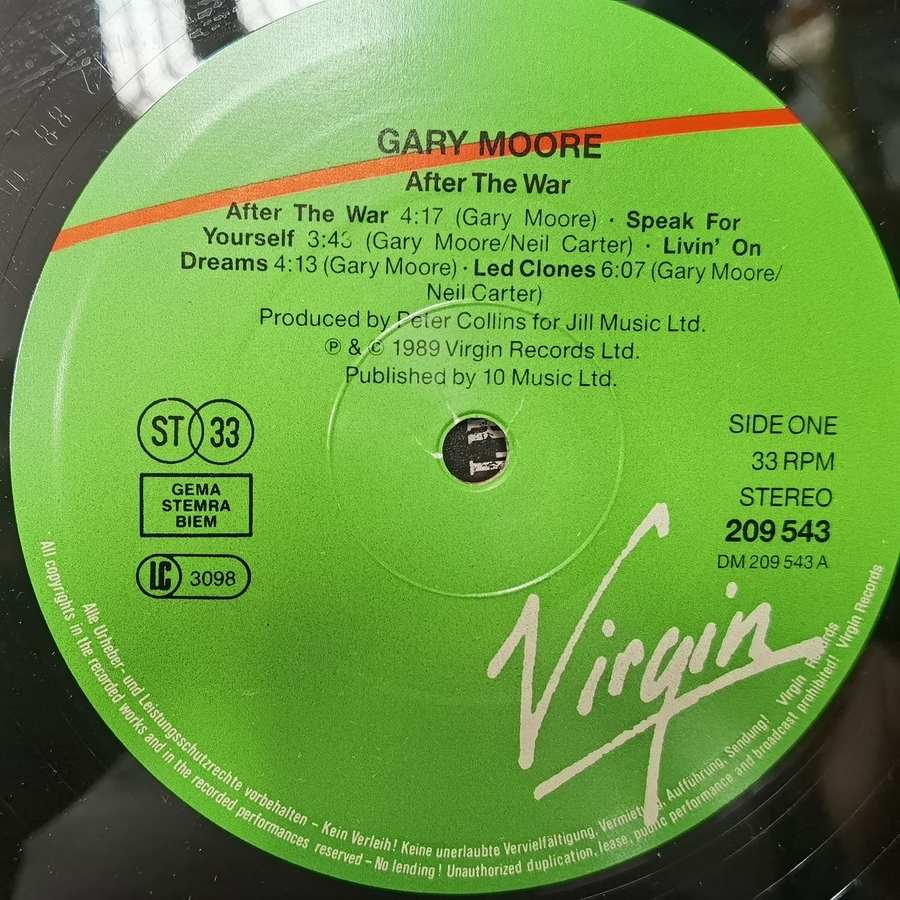 GARY MOORE
After The War
After The War 4:17 (Gary Moore) · Speak For
Yourself 3:43 (Gary Moore/Neil Carter) · Livin' On
Dreams 4:13 (Gary Moore) · Led Clones 6:07 (Gary Moore/
Neil Carter)
Produced by Peter Collins for Jill Music Ltd.
℗ & © 1989 Virgin Records Ltd.
Published by 10 Music Ltd.
ST 33
GEMA
STEMRA
BIEM
LC 3098
SIDE ONE
33 RPM
STEREO
209 543
DM 209 543 A
Virgin
Alle Urheber- und Leistungsschutzrechte vorbehalten – Kein Verleih! Keine unerlaubte Vervielfältigung, Vermietung, Aufführung, Sendung! Virgin Records
All copyrights in the recorded works and in the recorded performances reserved – No lending! Unauthorized duplication, lease, public performance and broadcast prohibited! Virgin Records